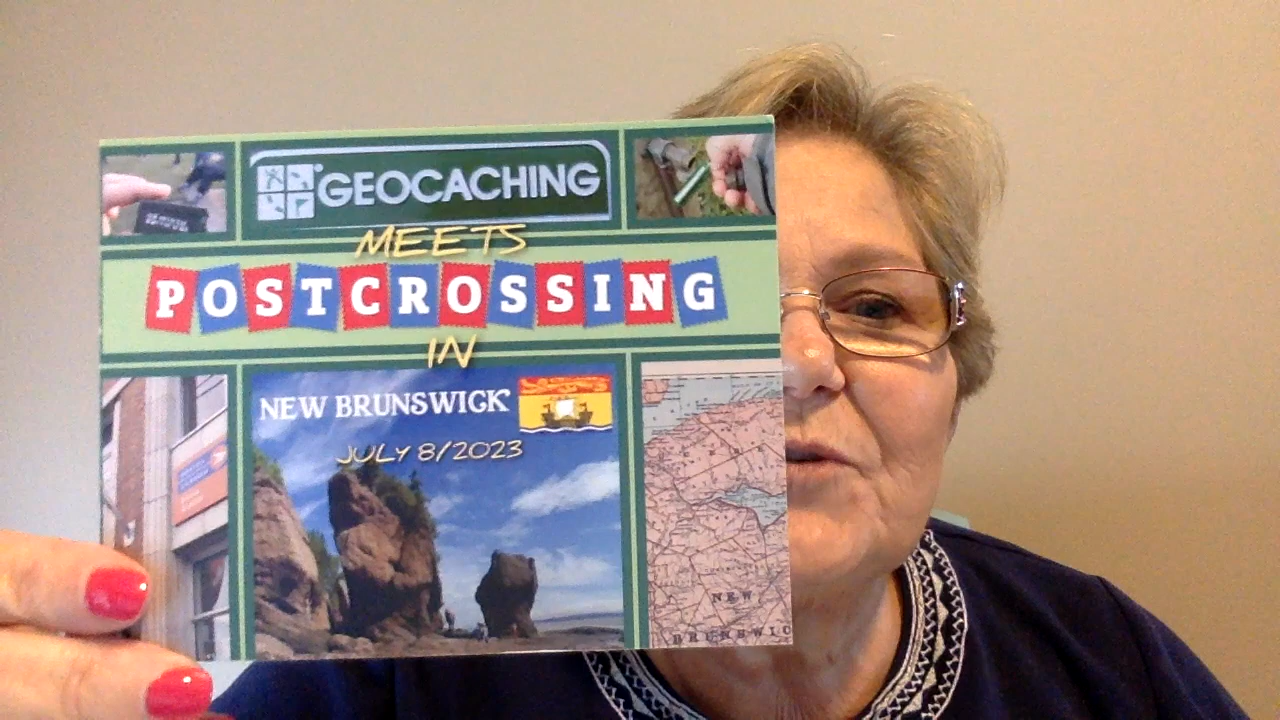 GEOCACHING
MEETS
POSTCROSSING
IN
NEW BRUNSWICK
JULY 8/2023
NEW
BRUNSWIC